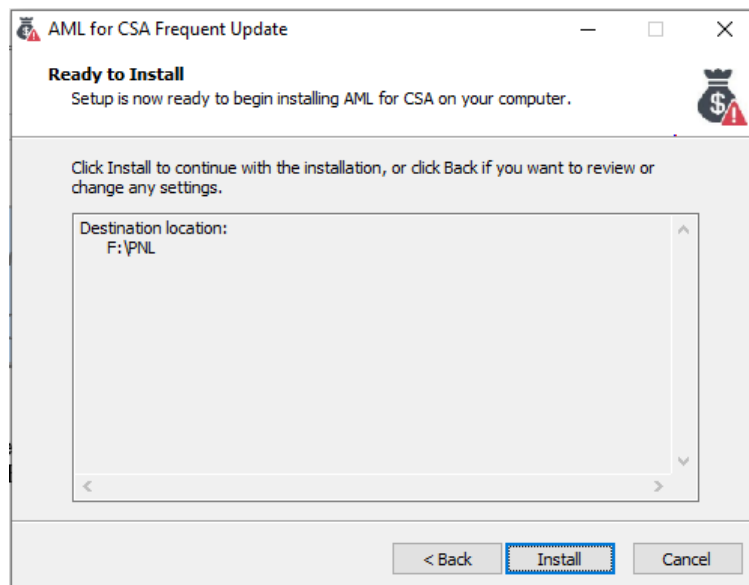 AML for CSA Frequent Update
Ready to Install
Setup is now ready to begin installing AML for CSA on your computer.
Click Install to continue with the installation, or click Back if you want to review or
change any settings.
Destination location:
F:\PNL
< Back
Install
Cancel